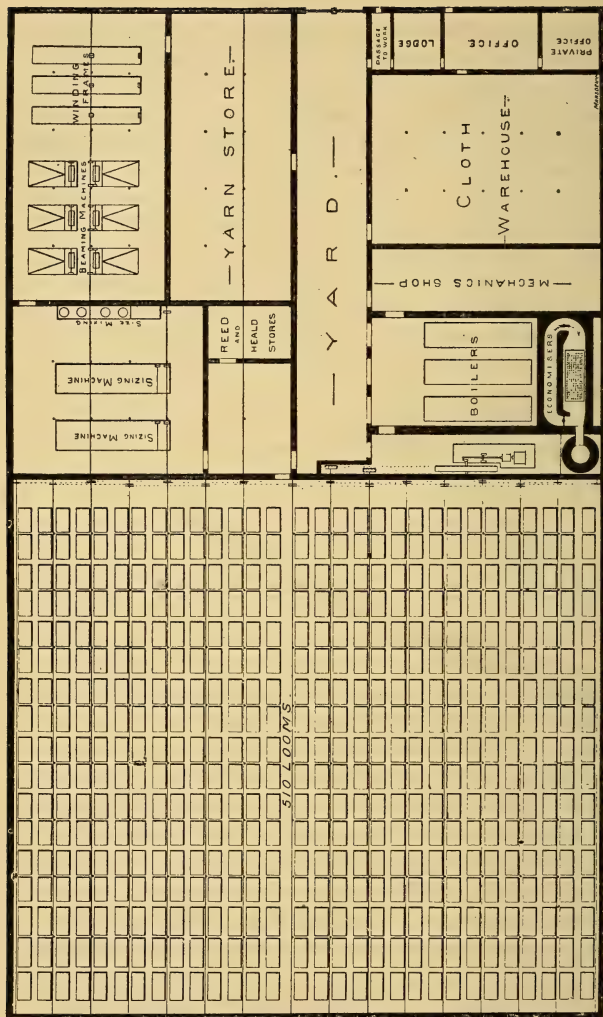 WINDING
FRAMES
BEAMING MACHINES
SIZE MIXING
SIZING MACHINE
SIZING MACHINE
—YARN STORE.—
REED
AND
HEALD
STORES
—YARD.—
PASSAGE
TO WORK
LODGE
OFFICE.
PRIVATE
OFFICE
CLOTH
—WAREHOUSE—
—MECHANICS SHOP—
BOILERS
ECONOMISERS
510 LOOMS.